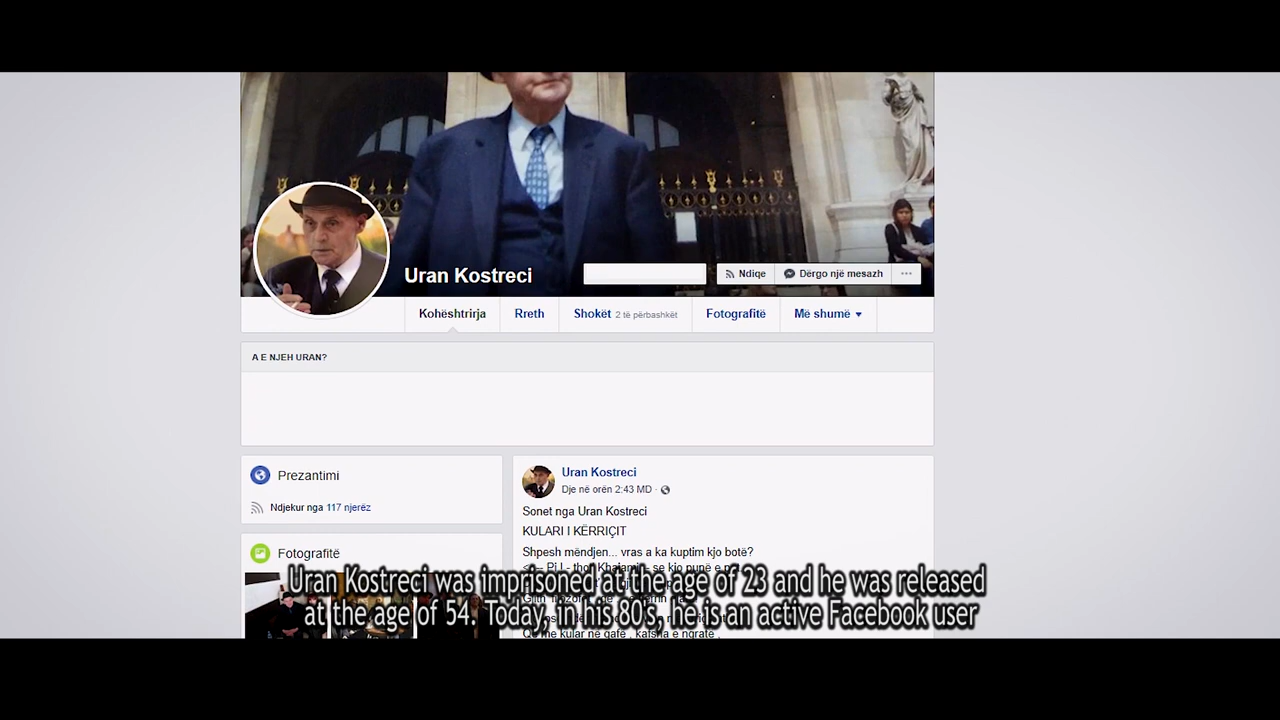 Uran Kostreci
Ndiqe
Dërgo një mesazh
Kohështrirja
Rreth
Shokët 2 të përbashkët
Fotografitë
Më shumë
A E NJEH URAN?
Prezantimi
Ndjekur nga 117 njerëz
Fotografitë
Uran Kostreci
Dje në orën 2:43 MD
Sonet nga Uran Kostreci
KULARI I KËRRIÇIT
Shpesh mëndjen... vras a ka kuptim kjo botë?
Uran Kostreci was imprisoned at the age of 23 and he was released
at the age of 54. Today, in his 80's, he is an active Facebook user